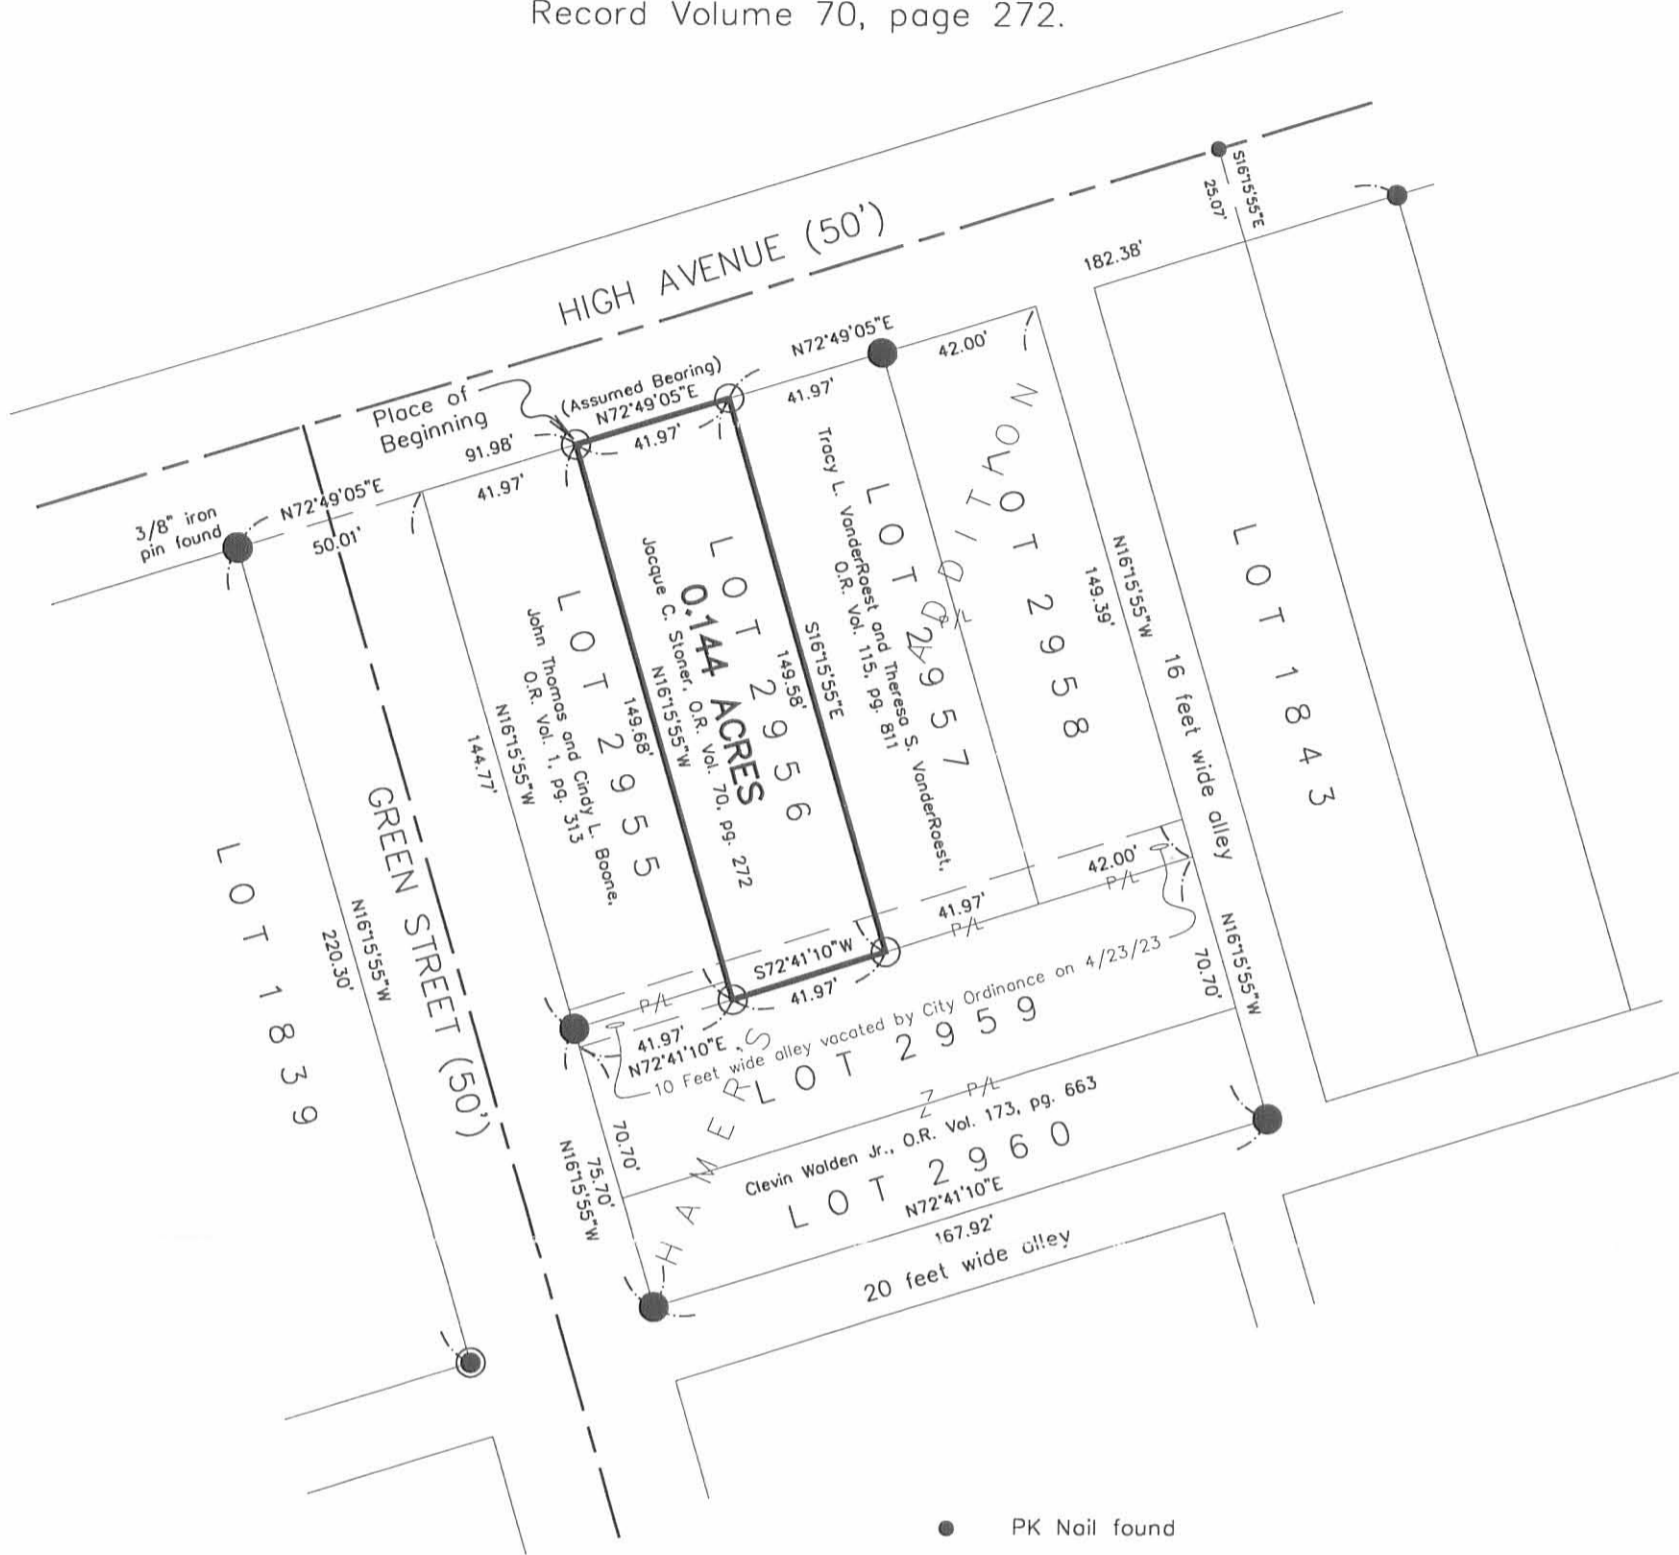 Record Volume 70, page 272.
HIGH AVENUE (50')
S16°15'55"E
25.07'
182.38'
N72°49'05"E
42.00'
41.97'
(Assumed Bearing)
N72°49'05"E
41.97'
Place of
Beginning
91.98'
41.97'
N72°49'05"E
50.01'
3/8" iron
pin found
LOT 1839
N16°15'55"W
220.30'
GREEN STREET (50')
N16°15'55"W
144.77'
LOT 2955
John Thomas and Cindy L. Boone,
O.R. Vol. 1, pg. 313
149.68'
N16°15'55"W
LOT 2956
0.144 ACRES
Jacque C. Stoner, O.R. Vol. 70, pg. 272
S16°15'55"E
149.58'
LOT 2957
Tracy L. VonderRoest and Theresa S. VonderRoest,
O.R. Vol. 115, pg. 811
P/L
LOT 2958
N16°15'55"W
149.39'
16 feet wide alley
LOT 1843
HAMER'S ADDITION
42.00'
P/L
41.97'
P/L
S72°41'10"W
41.97'
P/L
41.97'
N72°41'10"E
10 Feet wide alley vacated by City Ordinance on 4/23/23
LOT 2959
N16°15'55"W
70.70'
70.70'
75.70'
N16°15'55"W
Z P/L
Clevin Walden Jr., O.R. Vol. 173, pg. 663
LOT 2960
N72°41'10"E
167.92'
20 feet wide alley
PK Nail found